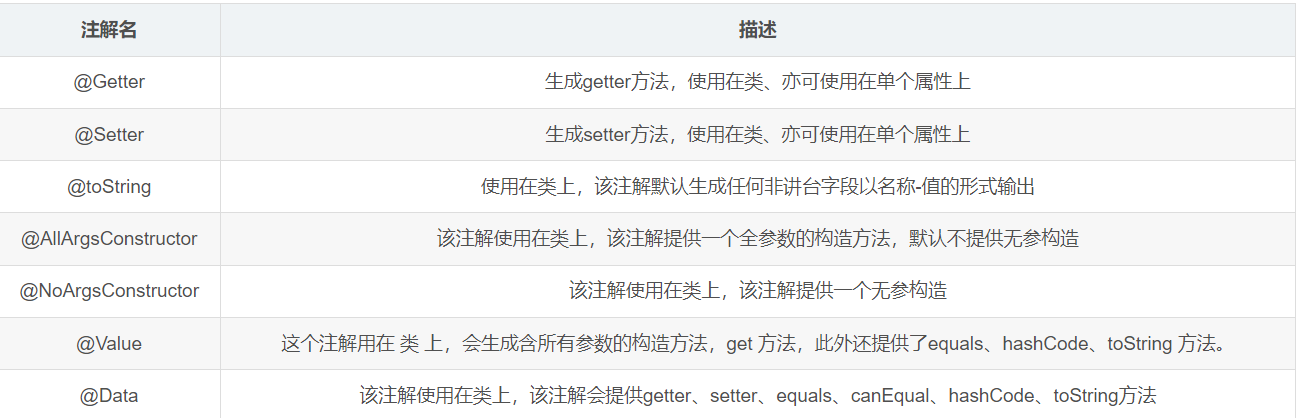 注解名 描述
@Getter 生成getter方法，使用在类、亦可使用在单个属性上
@Setter 生成setter方法，使用在类、亦可使用在单个属性上
@toString 使用在类上，该注解默认生成任何非讲台字段以名称-值的形式输出
@AllArgsConstructor 该注解使用在类上，该注解提供一个全参数的构造方法，默认不提供无参构造
@NoArgsConstructor 该注解使用在类上，该注解提供一个无参构造
@Value 这个注解用在 类 上，会生成含所有参数的构造方法，get 方法，此外还提供了equals、hashCode、toString 方法。
@Data 该注解使用在类上，该注解会提供getter、setter、equals、canEqual、hashCode、toString方法